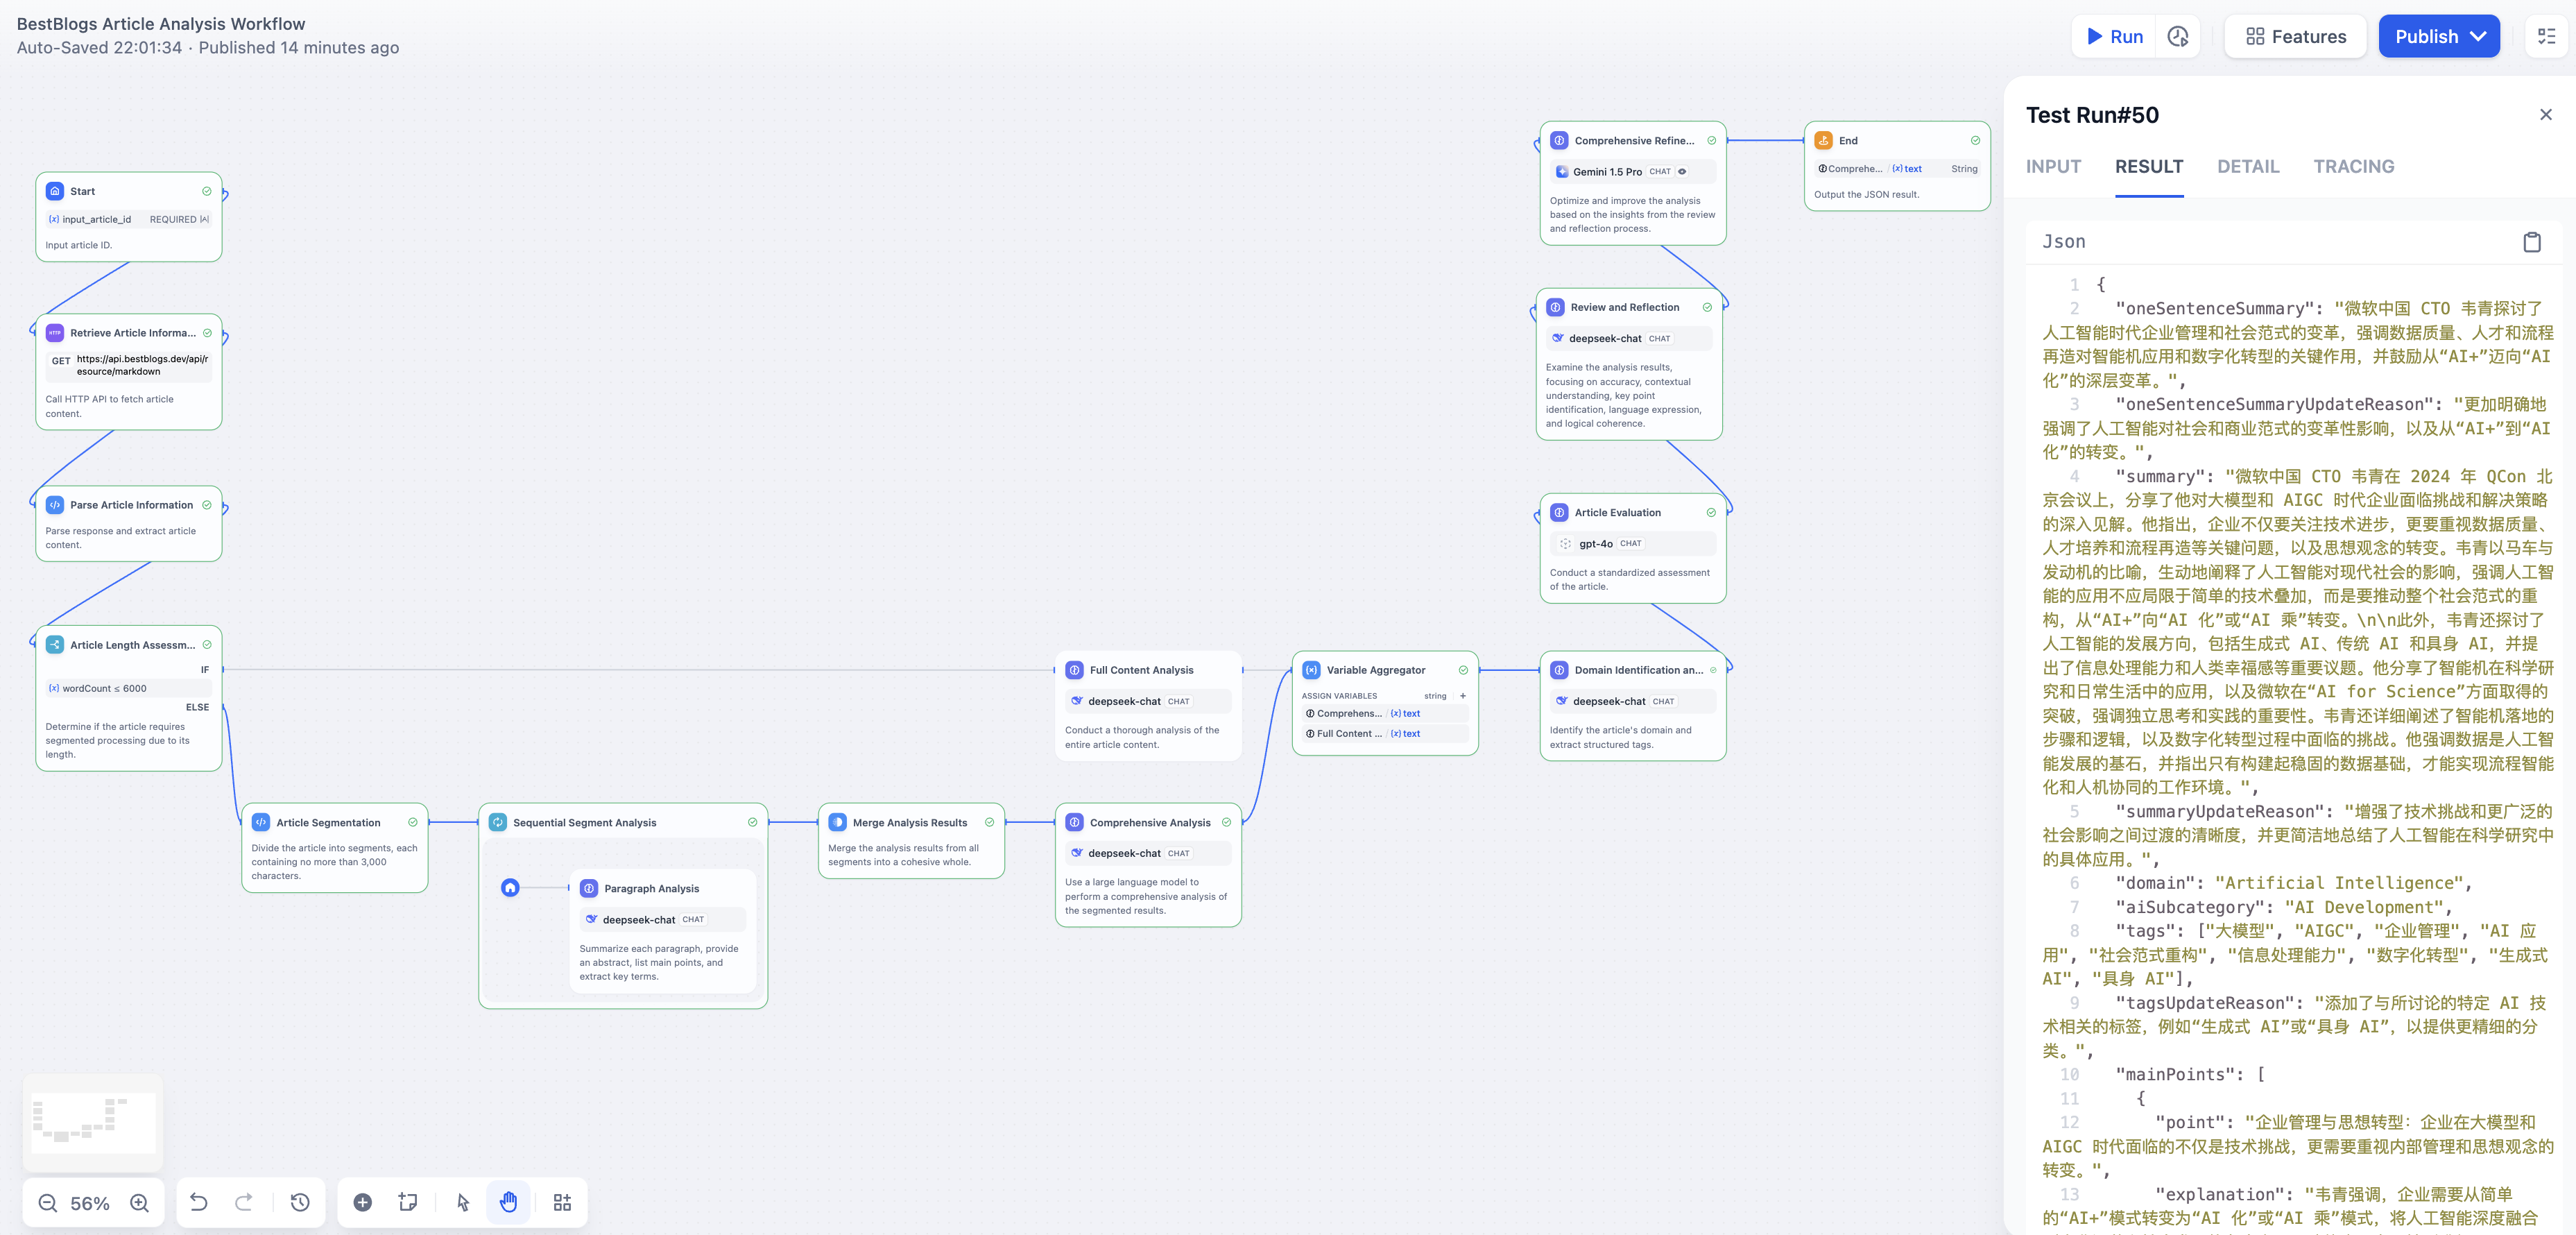 BestBlogs Article Analysis Workflow
Auto-Saved 22:01:34 · Published 14 minutes ago
Run
Features
Publish
Start
(x) input_article_id REQUIRED
Input article ID.
Retrieve Article Informa...
HTTP
GET https://api.bestblogs.dev/api/r
esource/markdown
Call HTTP API to fetch article
content.
Parse Article Information
Parse response and extract article
content.
Article Length Assessm...
IF
(x) wordCount ≤ 6000
ELSE
Determine if the article requires
segmented processing due to its
length.
Article Segmentation
Divide the article into segments, each
containing no more than 3,000
characters.
Sequential Segment Analysis
Paragraph Analysis
deepseek-chat CHAT
Summarize each paragraph, provide
an abstract, list main points, and
extract key terms.
Merge Analysis Results
Merge the analysis results from all
segments into a cohesive whole.
Comprehensive Analysis
deepseek-chat CHAT
Use a large language model to
perform a comprehensive analysis of
the segmented results.
Full Content Analysis
deepseek-chat CHAT
Conduct a thorough analysis of the
entire article content.
Variable Aggregator
ASSIGN VARIABLES string +
Comprehens... / (x) text
Full Content ... / (x) text
Domain Identification an...
deepseek-chat CHAT
Identify the article's domain and
extract structured tags.
Article Evaluation
gpt-4o CHAT
Conduct a standardized assessment
of the article.
Review and Reflection
deepseek-chat CHAT
Examine the analysis results,
focusing on accuracy, contextual
understanding, key point
identification, language expression,
and logical coherence.
Comprehensive Refine...
Gemini 1.5 Pro CHAT
Optimize and improve the analysis
based on the insights from the review
and reflection process.
End
Comprehe... / (x) text String
Output the JSON result.
56%
Test Run#50
INPUT RESULT DETAIL TRACING
Json
1 {
2 "oneSentenceSummary": "微软中国 CTO 韦青探讨了
人工智能时代企业管理和社会范式的变革，强调数据质量、人才和流程
再造对智能机应用和数字化转型的关键作用，并鼓励从“AI+”迈向“AI
化”的深层变革。",
3 "oneSentenceSummaryUpdateReason": "更加明确地
强调了人工智能对社会和商业范式的变革性影响，以及从“AI+”到“AI
化”的转变。",
4 "summary": "微软中国 CTO 韦青在 2024 年 QCon 北
京会议上，分享了他对大模型和 AIGC 时代企业面临挑战和解决策略
的深入见解。他指出，企业不仅要关注技术进步，更要重视数据质量、
人才培养和流程再造等关键问题，以及思想观念的转变。韦青以马车与
发动机的比喻，生动地阐释了人工智能对现代社会的影响，强调人工智
能的应用不应局限于简单的技术叠加，而是要推动整个社会范式的重
构，从“AI+”向“AI 化”或“AI 乘”转变。\n\n此外，韦青还探讨了
人工智能的发展方向，包括生成式 AI、传统 AI 和具身 AI，并提
出了信息处理能力和人类幸福感等重要议题。他分享了智能机在科学研
究和日常生活中的应用，以及微软在“AI for Science”方面取得的
突破，强调独立思考和实践的重要性。韦青还详细阐述了智能机落地的
步骤和逻辑，以及数字化转型过程中面临的挑战。他强调数据是人工智
能发展的基石，并指出只有构建起稳固的数据基础，才能实现流程智能
化和人机协同的工作环境。",
5 "summaryUpdateReason": "增强了技术挑战和更广泛的
社会影响之间过渡的清晰度，并更简洁地总结了人工智能在科学研究中
的具体应用。",
6 "domain": "Artificial Intelligence",
7 "aiSubcategory": "AI Development",
8 "tags": ["大模型", "AIGC", "企业管理", "AI 应
用", "社会范式重构", "信息处理能力", "数字化转型", "生成式
AI", "具身 AI"],
9 "tagsUpdateReason": "添加了与所讨论的特定 AI 技
术相关的标签，例如“生成式 AI”或“具身 AI”，以提供更精细的分
类。",
10 "mainPoints": [
11 {
12 "point": "企业管理与思想转型：企业在大模型和
AIGC 时代面临的不仅是技术挑战，更需要重视内部管理和思想观念的
转变。",
13 "explanation": "韦青强调，企业需要从简单
的“AI+”模式转变为“AI 化”或“AI 乘”模式，将人工智能深度融合